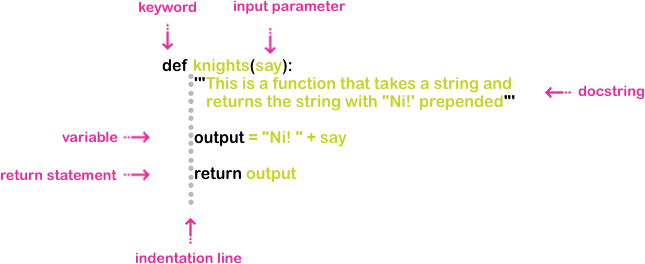 keyword
input parameter
def knights(say):
'''This is a function that takes a string and
returns the string with "Ni!' prepended'''
docstring
variable
output = "Ni! " + say
return statement
return output
indentation line